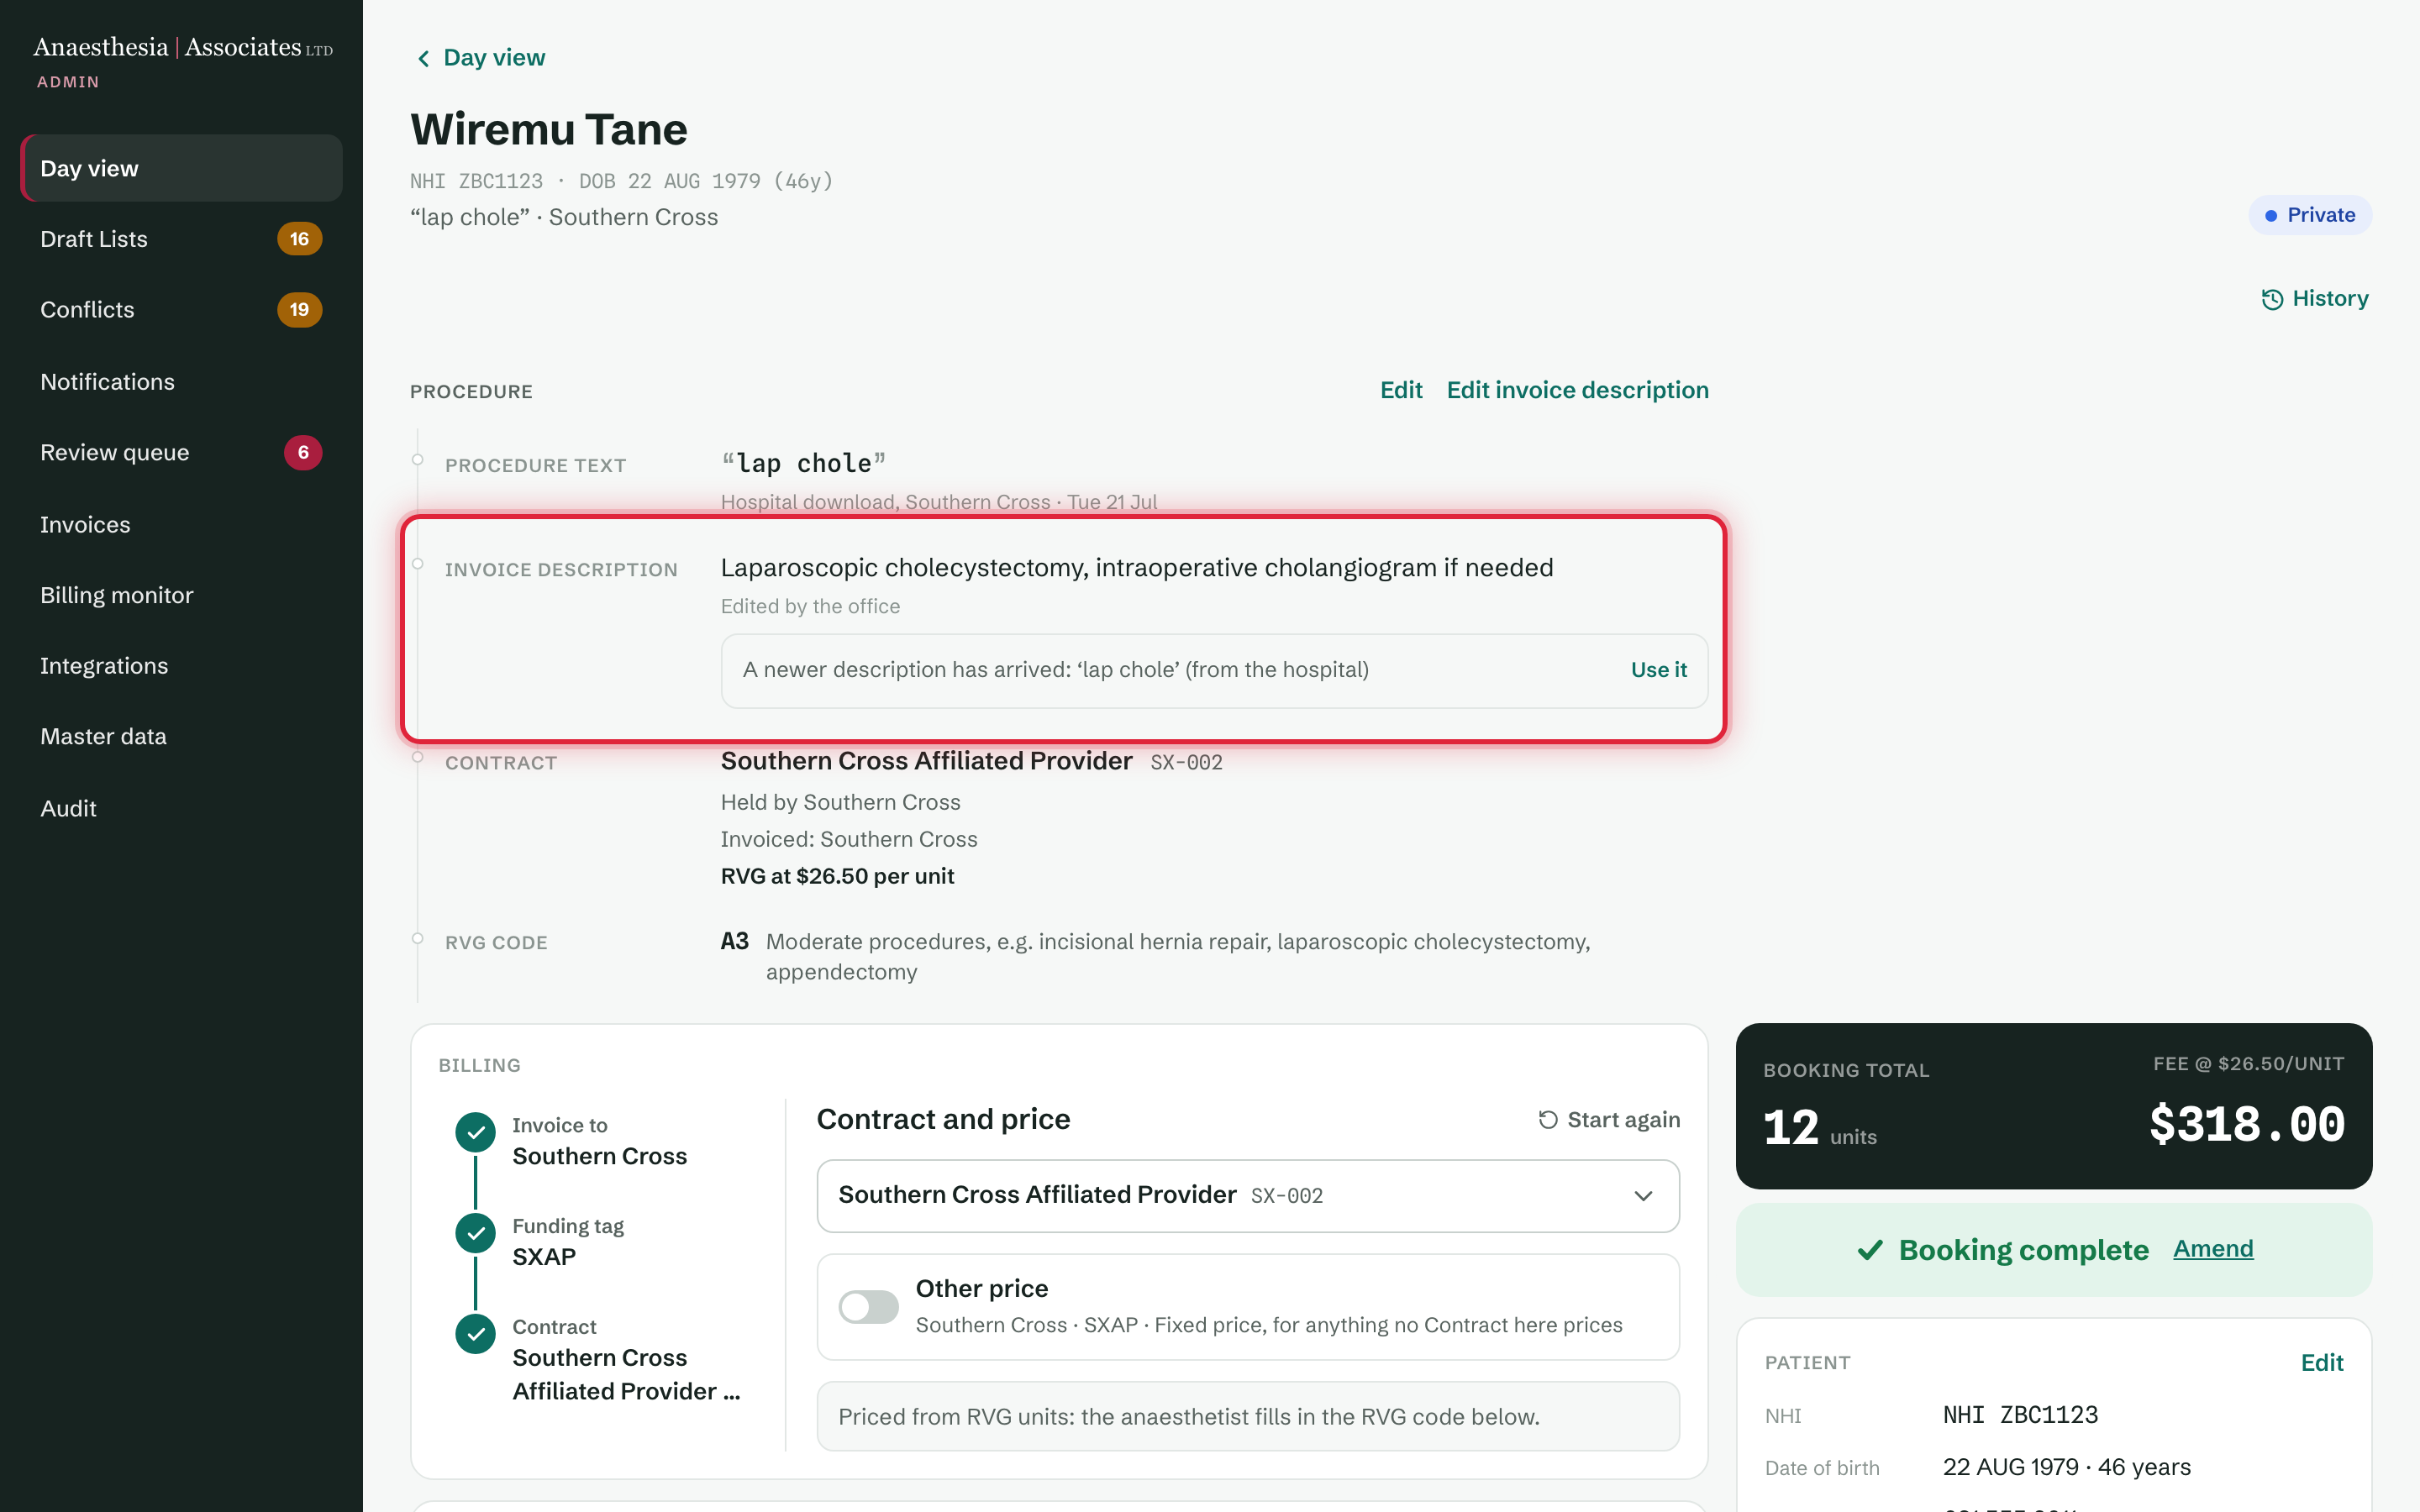 Anaesthesia | Associates LTD
ADMIN
Day view
Draft Lists 16
Conflicts 19
Notifications
Review queue 6
Invoices
Billing monitor
Integrations
Master data
Audit
Day view
Wiremu Tane
NHI ZBC1123 · DOB 22 AUG 1979 (46y)
“lap chole” · Southern Cross
Private
History
PROCEDURE Edit Edit invoice description
PROCEDURE TEXT “lap chole”
Hospital download, Southern Cross · Tue 21 Jul
INVOICE DESCRIPTION Laparoscopic cholecystectomy, intraoperative cholangiogram if needed
Edited by the office
A newer description has arrived: ‘lap chole’ (from the hospital) Use it
CONTRACT Southern Cross Affiliated Provider SX-002
Held by Southern Cross
Invoiced: Southern Cross
RVG at $26.50 per unit
RVG CODE A3 Moderate procedures, e.g. incisional hernia repair, laparoscopic cholecystectomy,
appendectomy
BILLING
Invoice to
Southern Cross
Funding tag
SXAP
Contract
Southern Cross
Affiliated Provider ...
Contract and price Start again
Southern Cross Affiliated Provider SX-002
Other price
Southern Cross · SXAP · Fixed price, for anything no Contract here prices
Priced from RVG units: the anaesthetist fills in the RVG code below.
BOOKING TOTAL FEE @ $26.50/UNIT
12 units $318.00
Booking complete Amend
PATIENT Edit
NHI NHI ZBC1123
Date of birth 22 AUG 1979 · 46 years